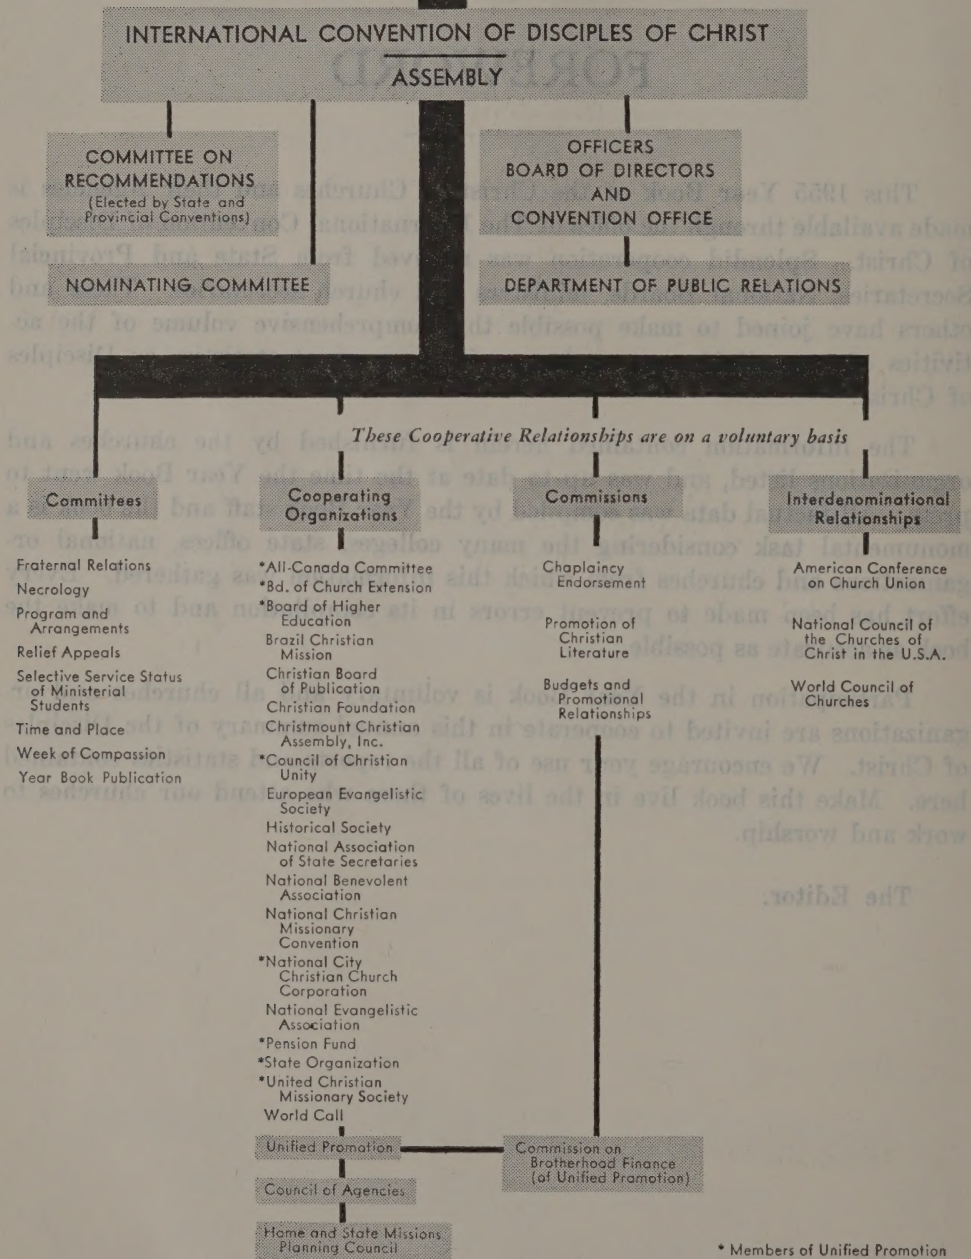 INTERNATIONAL CONVENTION OF DISCIPLES OF CHRIST
ASSEMBLY
COMMITTEE ON
RECOMMENDATIONS
(Elected by State and
Provincial Conventions)
NOMINATING COMMITTEE
OFFICERS
BOARD OF DIRECTORS
AND
CONVENTION OFFICE
DEPARTMENT OF PUBLIC RELATIONS
These Cooperative Relationships are on a voluntary basis
Committees
Fraternal Relations
Necrology
Program and
Arrangements
Relief Appeals
Selective Service Status
of Ministerial
Students
Time and Place
Week of Compassion
Year Book Publication
Cooperating
Organizations
*All-Canada Committee
*Bd. of Church Extension
*Board of Higher
Education
Brazil Christian
Mission
Christian Board
of Publication
Christian Foundation
Christmount Christian
Assembly, Inc.
*Council of Christian
Unity
European Evangelistic
Society
Historical Society
National Association
of State Secretaries
National Benevolent
Association
National Christian
Missionary
Convention
*National City
Christian Church
Corporation
National Evangelistic
Association
*Pension Fund
*State Organization
*United Christian
Missionary Society
World Call
Unified Promotion
Council of Agencies
Home and State Missions
Planning Council
Commissions
Chaplaincy
Endorsement
Promotion of
Christian
Literature
Budgets and
Promotional
Relationships
Commission on
Brotherhood Finance
(of Unified Promotion)
Interdenominational
Relationships
American Conference
on Church Union
National Council of
the Churches of
Christ in the U.S.A.
World Council of
Churches
* Members of Unified Promotion